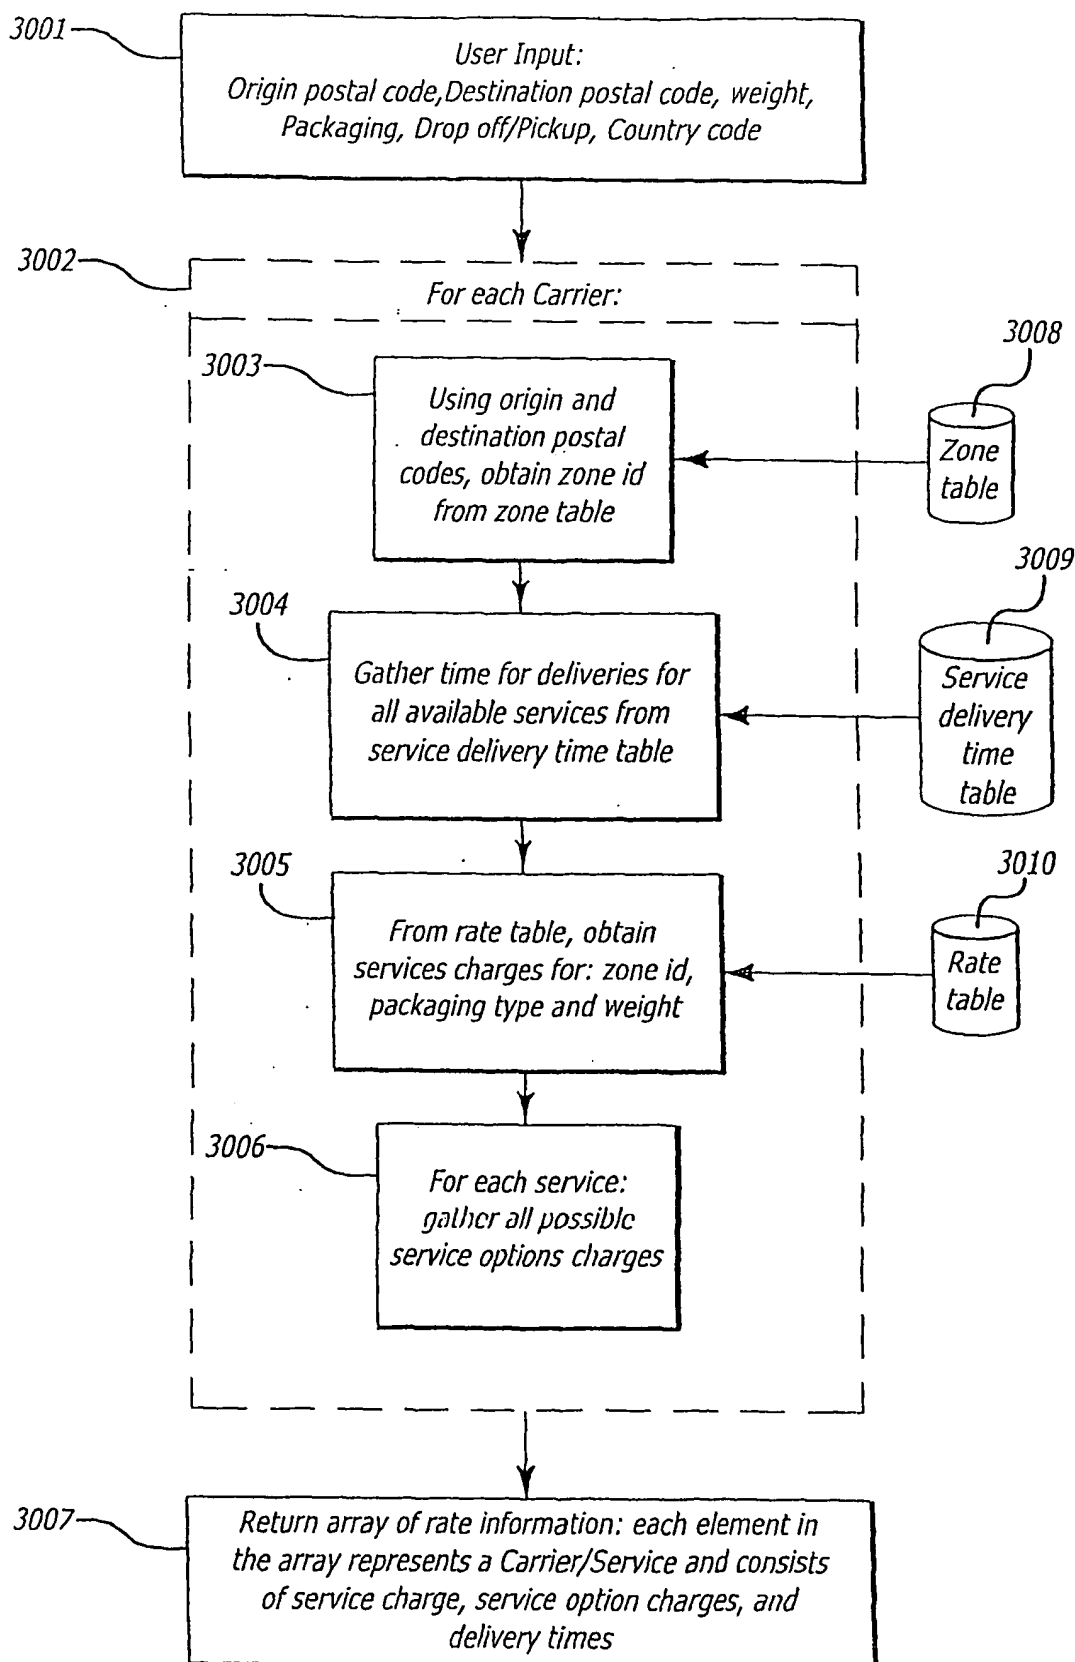 3001
User Input:
Origin postal code,Destination postal code, weight,
Packaging, Drop off/Pickup, Country code
3002
For each Carrier:
3003
Using origin and
destination postal
codes, obtain zone id
from zone table
3008
Zone
table
3004
Gather time for deliveries for
all available services from
service delivery time table
3009
Service
delivery
time
table
3005
From rate table, obtain
services charges for: zone id,
packaging type and weight
3010
Rate
table
3006
For each service:
gather all possible
service options charges
3007
Return array of rate information: each element in
the array represents a Carrier/Service and consists
of service charge, service option charges, and
delivery times